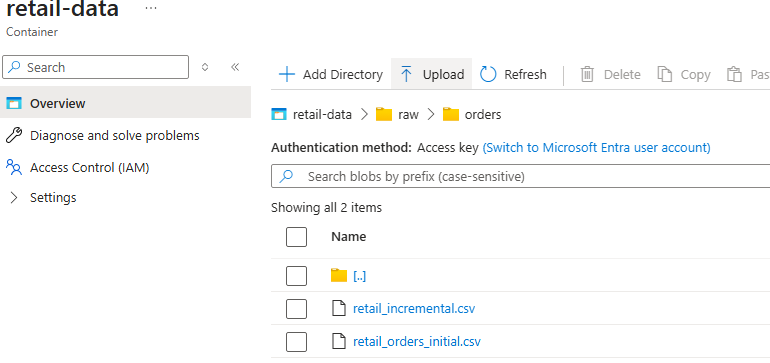 retail-data ...
Container
Search
Overview
Diagnose and solve problems
Access Control (IAM)
Settings
Add Directory Upload Refresh Delete Copy Pas
retail-data > raw > orders
Authentication method: Access key (Switch to Microsoft Entra user account)
Search blobs by prefix (case-sensitive)
Showing all 2 items
Name
[..]
retail_incremental.csv
retail_orders_initial.csv